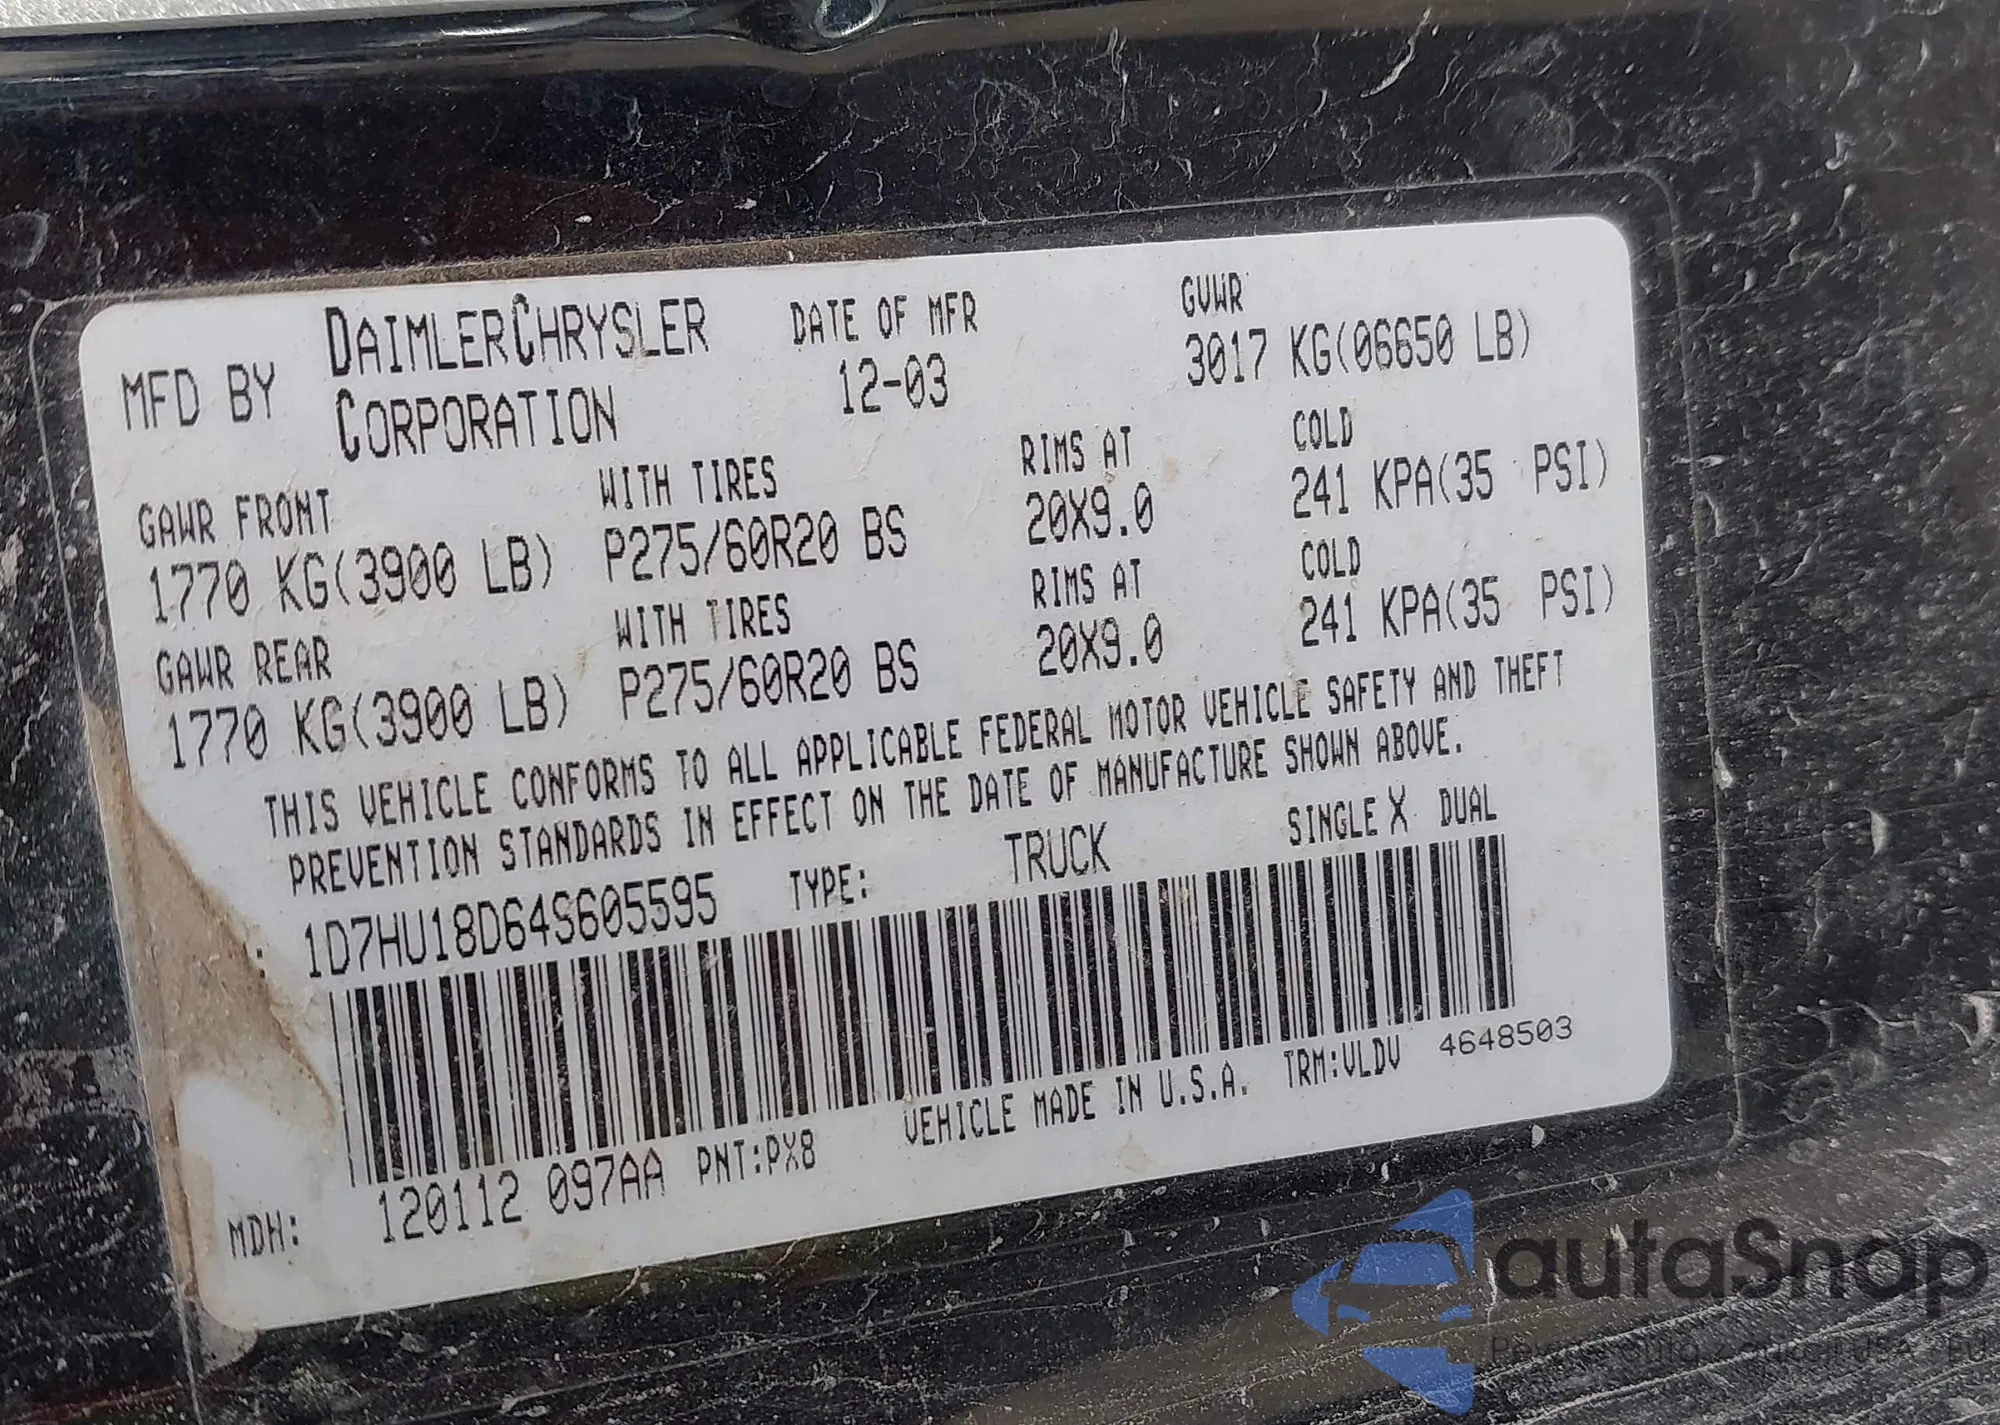 MFD BY DAIMLERCHRYSLER CORPORATION DATE OF MFR 12-03 GVWR 3017 KG(06650 LB)
GAWR FRONT WITH TIRES RIMS AT COLD
1770 KG(3900 LB) P275/60R20 BS 20X9.0 241 KPA(35 PSI)
GAWR REAR WITH TIRES RIMS AT COLD
1770 KG(3900 LB) P275/60R20 BS 20X9.0 241 KPA(35 PSI)
THIS VEHICLE CONFORMS TO ALL APPLICABLE FEDERAL MOTOR VEHICLE SAFETY AND THEFT
PREVENTION STANDARDS IN EFFECT ON THE DATE OF MANUFACTURE SHOWN ABOVE.
: 1D7HU18D64S605595 TYPE: TRUCK SINGLE X DUAL
MDH: 120112 097AA PNT:PX8 VEHICLE MADE IN U.S.A. TRM:VLDV 4648503
autaSnap